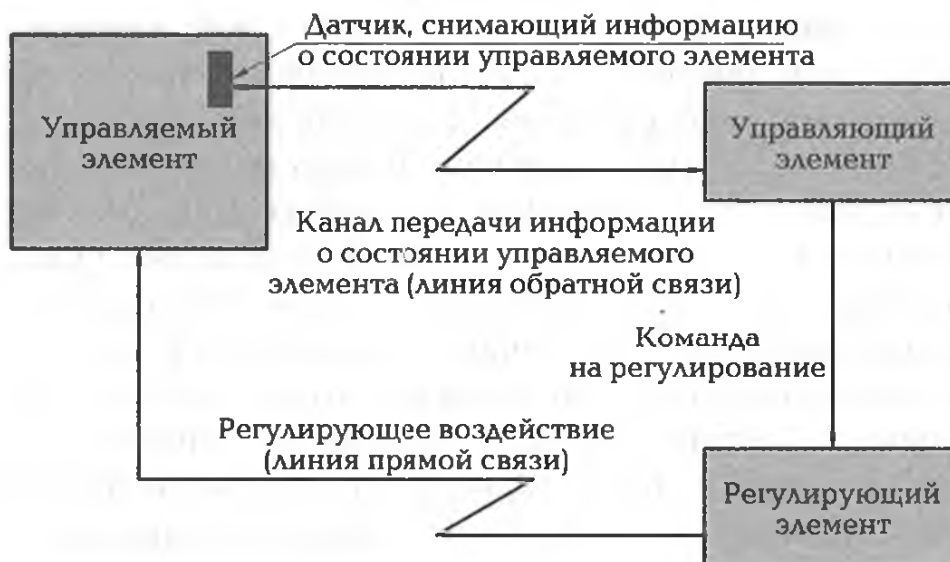 Датчик, снимающий информацию
о состоянии управляемого элемента
Управляемый
элемент
Управляющий
элемент
Канал передачи информации
о состоянии управляемого
элемента (линия обратной связи)
Команда
на регулирование
Регулирующее воздействие
(линия прямой связи)
Регулирующий
элемент